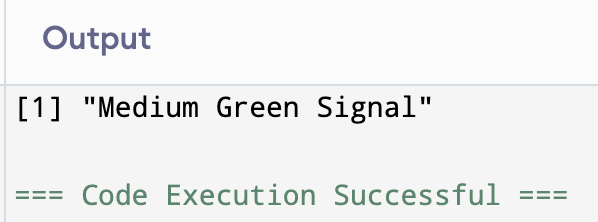 Output
[1] "Medium Green Signal"
=== Code Execution Successful ===